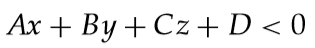 Ax + By + Cz + D < 0